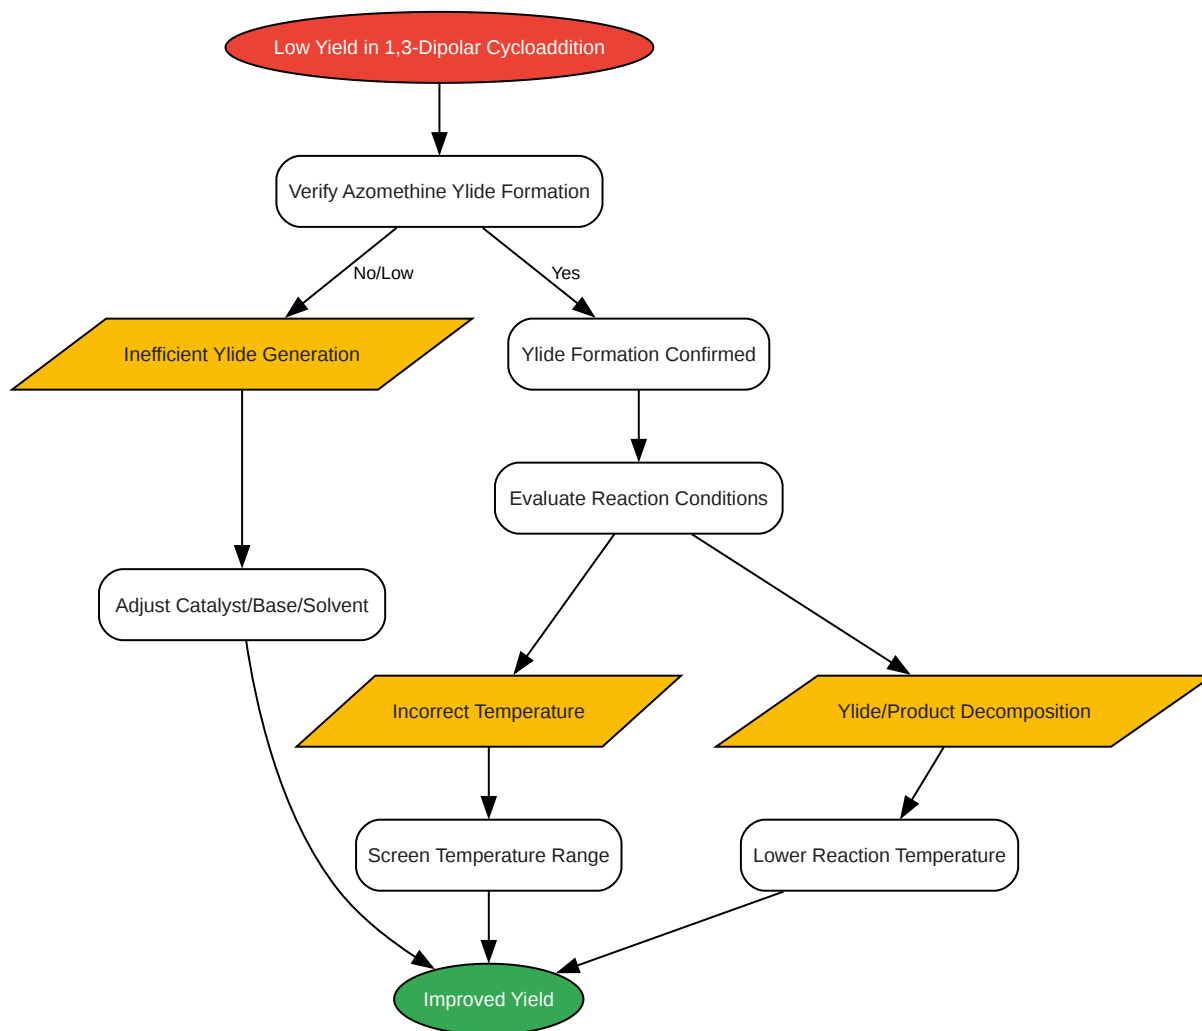 Low Yield in 1,3-Dipolar Cycloaddition
Verify Azomethine Ylide Formation
No/Low
Yes
Inefficient Ylide Generation
Ylide Formation Confirmed
Evaluate Reaction Conditions
Adjust Catalyst/Base/Solvent
Incorrect Temperature
Ylide/Product Decomposition
Screen Temperature Range
Lower Reaction Temperature
Improved Yield